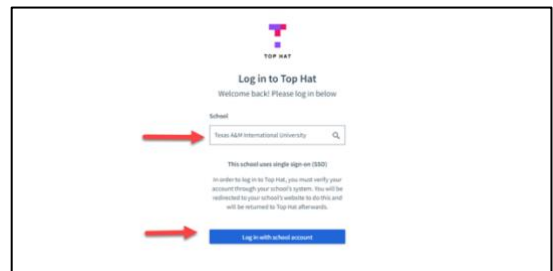 TOP HAT
Log in to Top Hat
Welcome back! Please log in below
School
Texas A&M International University
This school uses single sign-on (SSO)
In order to log in to Top Hat, you must verify your
account through your school's system. You will be
redirected to your school's website to do this and
will be returned to Top Hat afterwards.
Log in with school account